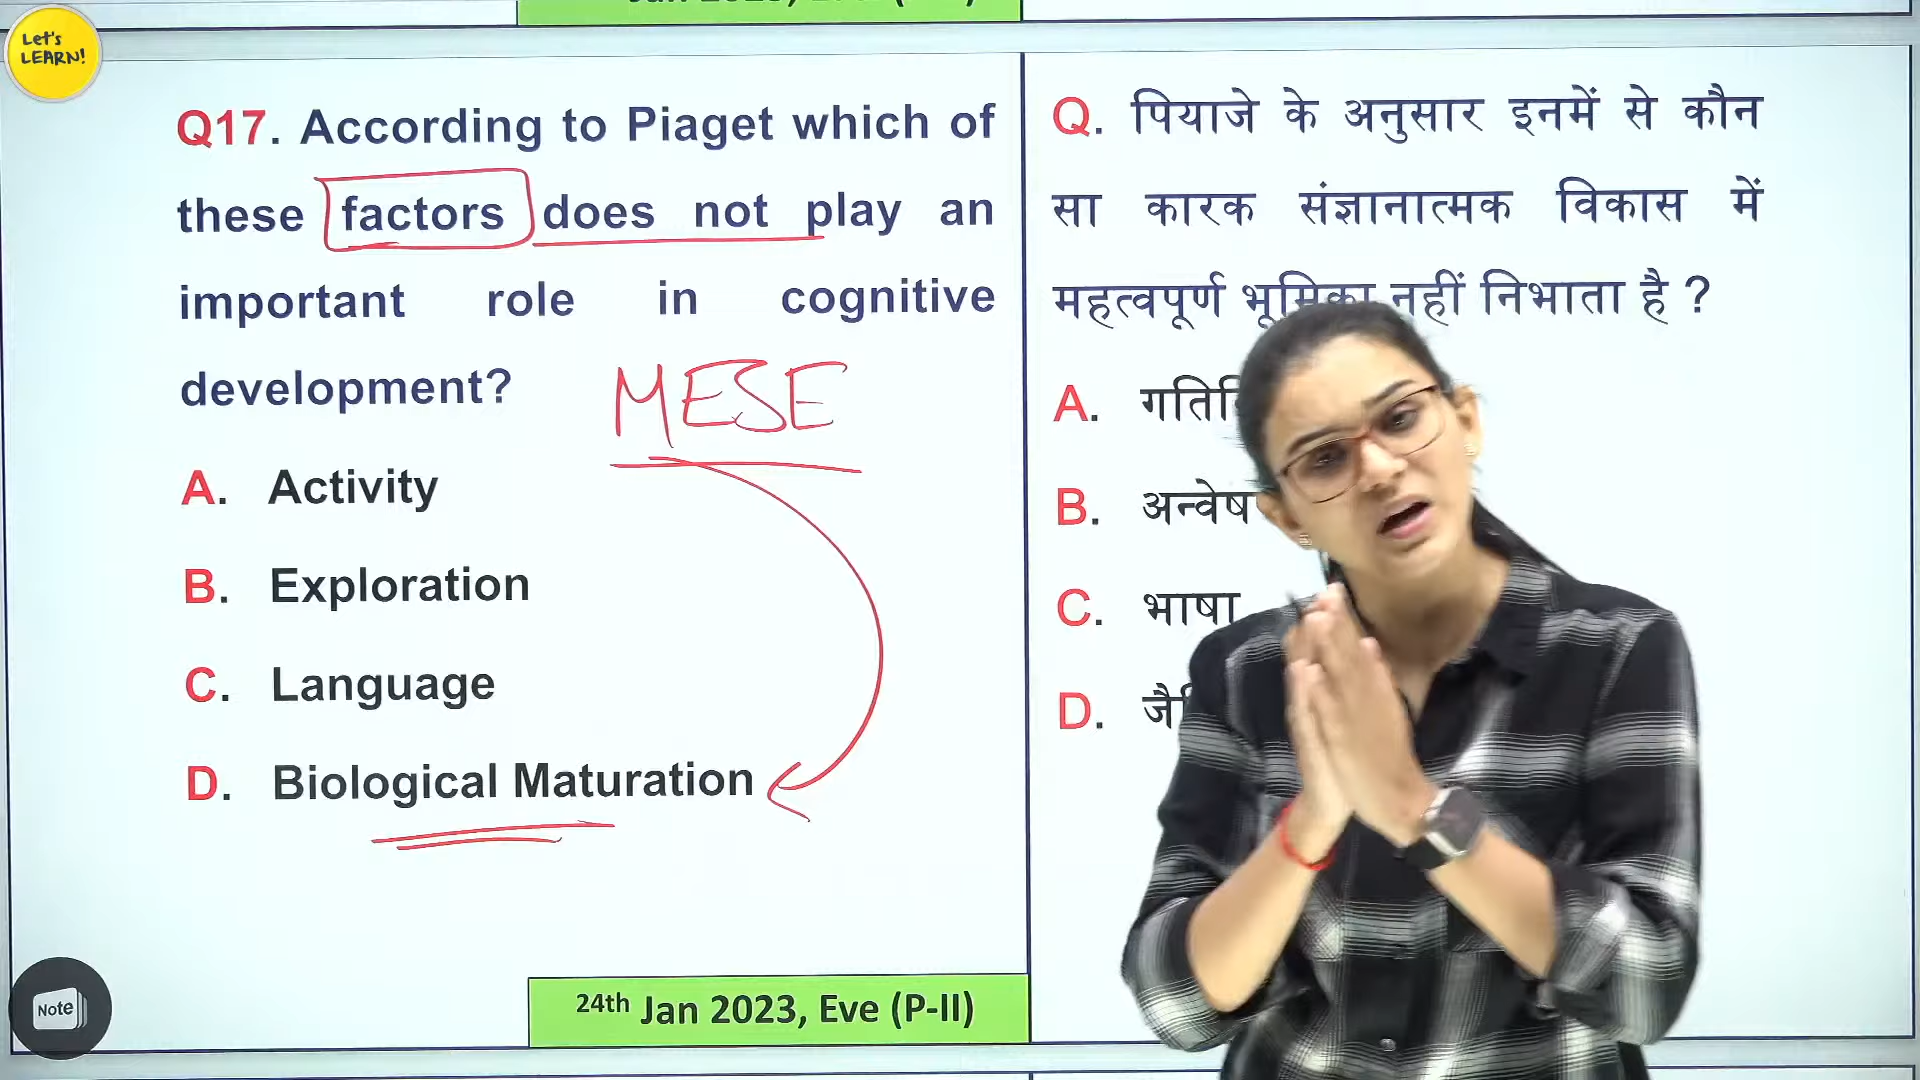 Let's
LEARN!
Q17. According to Piaget which of
these factors does not play an
important role in cognitive
development?
MESE
A. Activity
B. Exploration
C. Language
D. Biological Maturation
24th Jan 2023, Eve (P-II)
Q. पियाजे के अनुसार इनमें से कौन
सा कारक संज्ञानात्मक विकास में
महत्वपूर्ण भूमिका नहीं निभाता है ?
A.
B.
C. भाषा
D.
Note